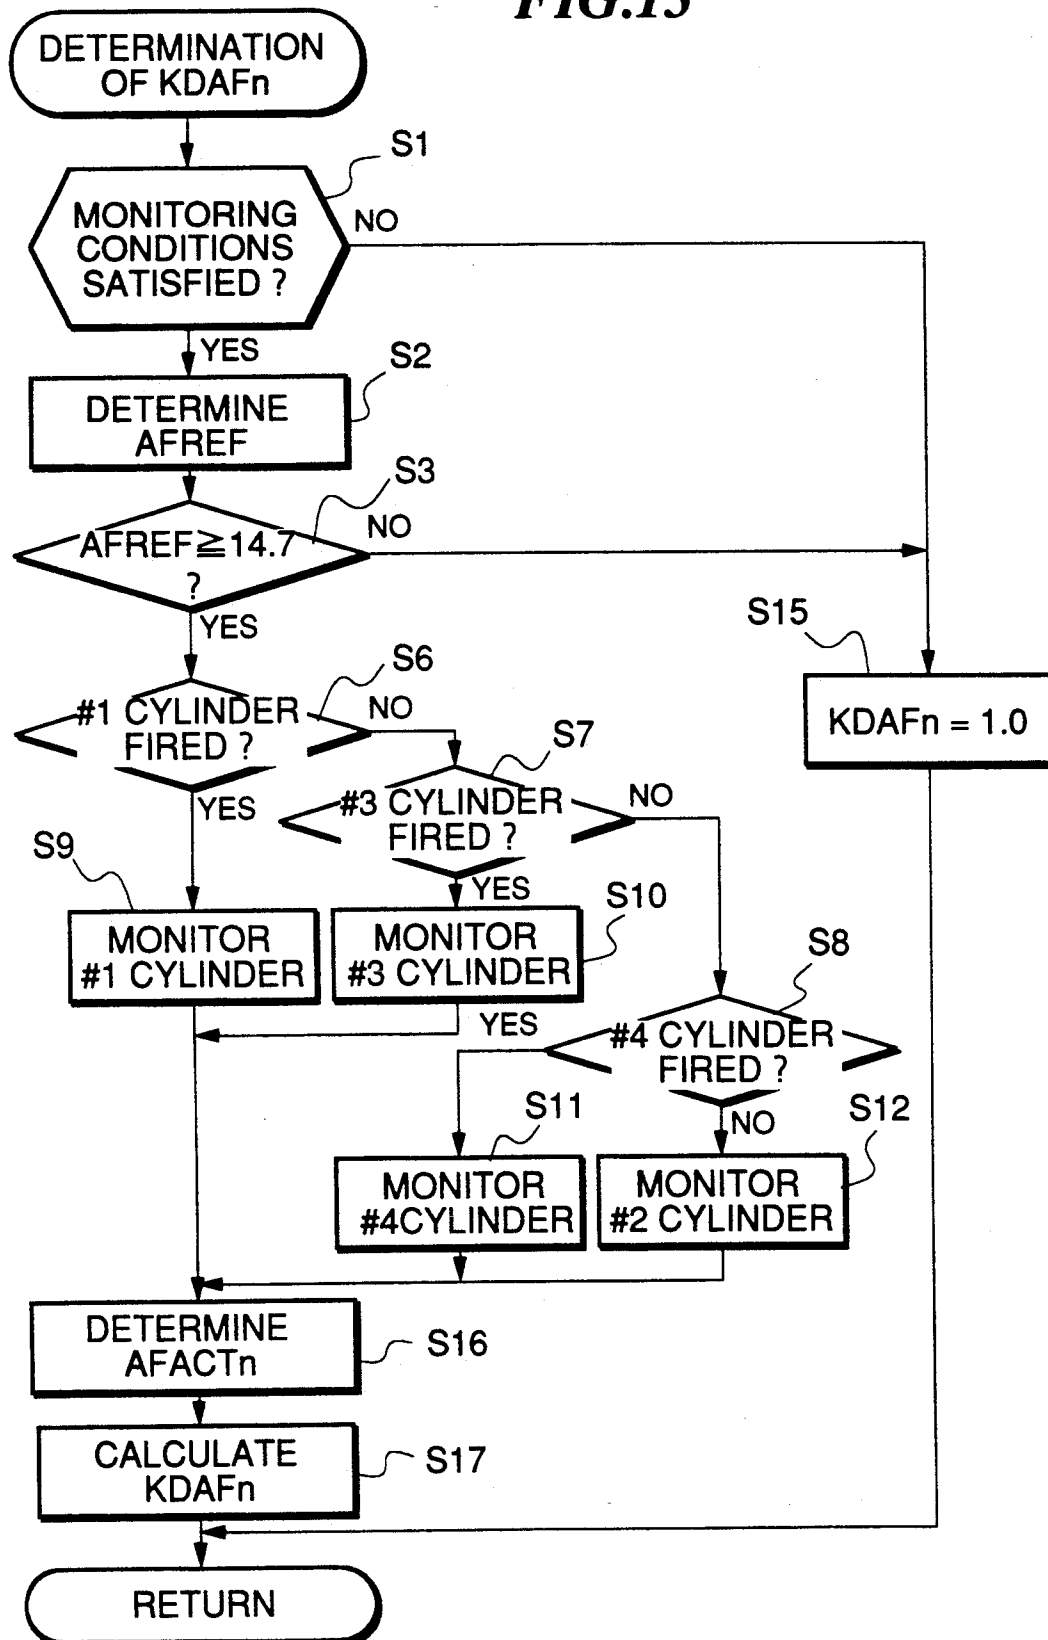 FIG.13
DETERMINATION
OF KDAFn
S1
MONITORING
CONDITIONS
SATISFIED ?
NO
YES
S2
DETERMINE
AFREF
S3
AFREF≧14.7
?
NO
YES
S15
KDAFn = 1.0
S6
#1 CYLINDER
FIRED ?
NO
YES
S7
#3 CYLINDER
FIRED ?
NO
YES
S9
MONITOR
#1 CYLINDER
S10
MONITOR
#3 CYLINDER
S8
#4 CYLINDER
FIRED ?
YES
NO
S11
MONITOR
#4CYLINDER
S12
MONITOR
#2 CYLINDER
DETERMINE
AFACTn
S16
CALCULATE
KDAFn
S17
RETURN